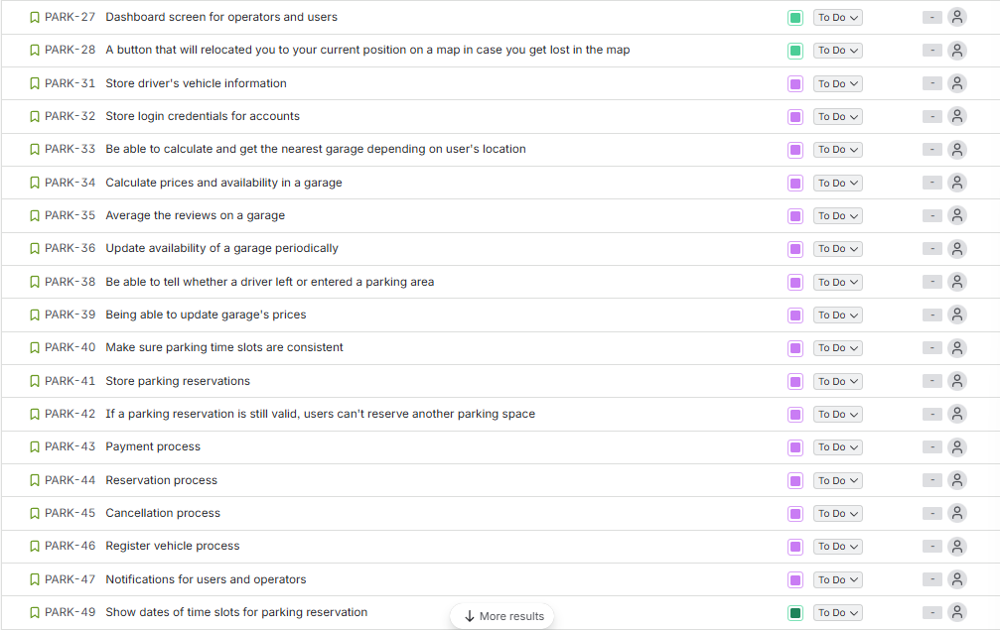 PARK-27 Dashboard screen for operators and users To Do -
PARK-28 A button that will relocated you to your current position on a map in case you get lost in the map To Do -
PARK-31 Store driver's vehicle information To Do -
PARK-32 Store login credentials for accounts To Do -
PARK-33 Be able to calculate and get the nearest garage depending on user's location To Do -
PARK-34 Calculate prices and availability in a garage To Do -
PARK-35 Average the reviews on a garage To Do -
PARK-36 Update availability of a garage periodically To Do -
PARK-38 Be able to tell whether a driver left or entered a parking area To Do -
PARK-39 Being able to update garage's prices To Do -
PARK-40 Make sure parking time slots are consistent To Do -
PARK-41 Store parking reservations To Do -
PARK-42 If a parking reservation is still valid, users can't reserve another parking space To Do -
PARK-43 Payment process To Do -
PARK-44 Reservation process To Do -
PARK-45 Cancellation process To Do -
PARK-46 Register vehicle process To Do -
PARK-47 Notifications for users and operators To Do -
PARK-49 Show dates of time slots for parking reservation To Do -
More results